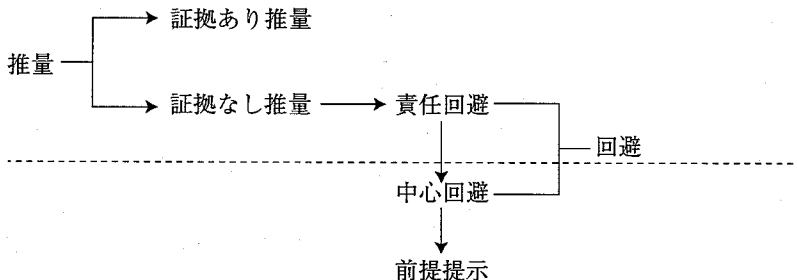 証拠あり推量
推量
証拠なし推量
責任回避
回避
中心回避
前提提示